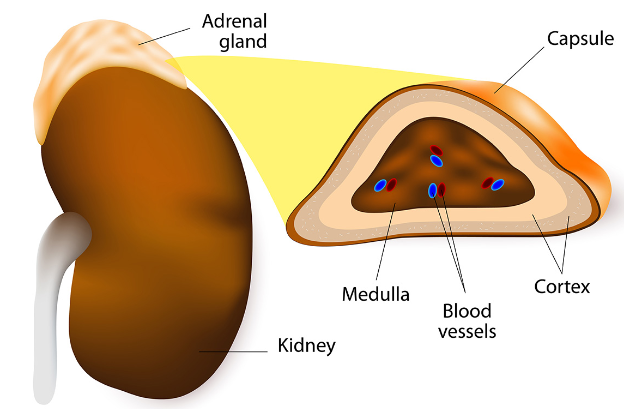 Adrenal
gland
Capsule
Medulla
Blood
vessels
Cortex
Kidney